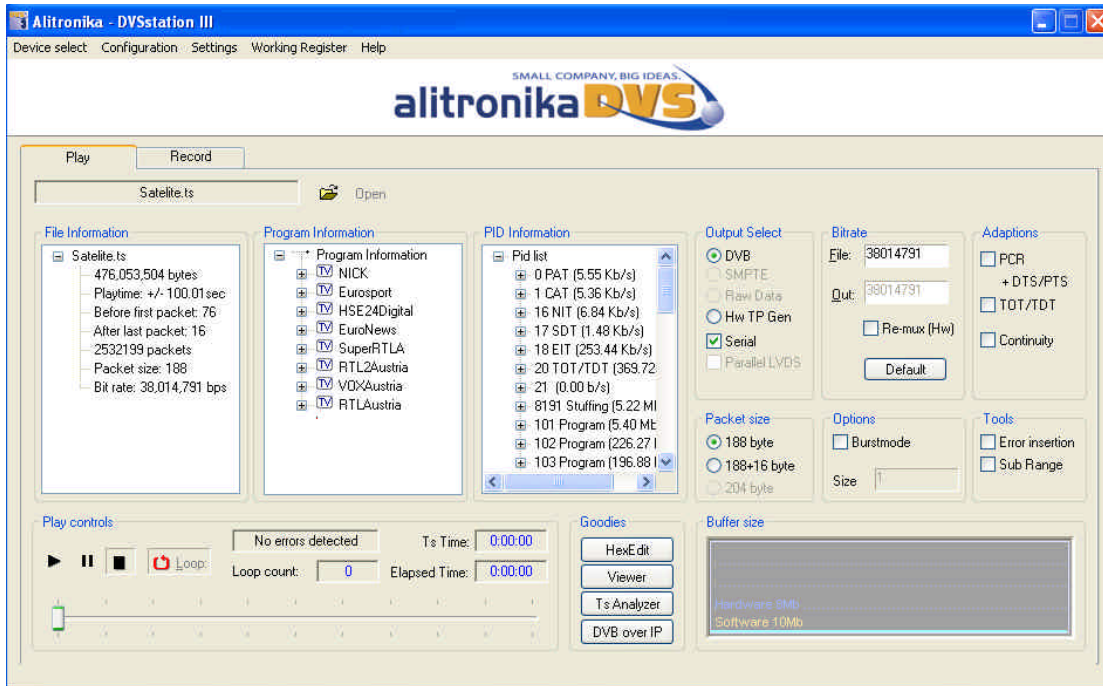 Alitronika - DVSstation III
Device select Configuration Settings Working Register Help
SMALL COMPANY, BIG IDEAS.
alitronika DVS
Play Record
Satelite.ts Open
File Information
Satelite.ts
476,053,504 bytes
Playtime: +/- 100.01sec
Before first packet: 76
After last packet: 16
2532199 packets
Packet size: 188
Bit rate: 38,014,791 bps
Program Information
Program Information
TV NICK
TV Eurosport
TV HSE24Digital
TV EuroNews
TV SuperRTLA
TV RTL2Austria
TV VOXAustria
TV RTLAustria
PID Information
Pid list
0 PAT (5.55 Kb/s)
1 CAT (5.36 Kb/s)
16 NIT (6.84 Kb/s)
17 SDT (1.48 Kb/s)
18 EIT (253.44 Kb/s)
20 TOT/TDT (369.72
21 (0.00 b/s)
8191 Stuffing (5.22 M
101 Program (5.40 Mb
102 Program (226.27
103 Program (196.88
Output Select
DVB
SMPTE
Raw Data
Hw TP Gen
Serial
Parallel LVDS
Bitrate
File: 38014791
Out: 38014791
Re-mux (Hw)
Default
Adaptions
PCR
+ DTS/PTS
TOT/TDT
Continuity
Packet size
188 byte
188+16 byte
204 byte
Options
Burstmode
Size 1
Tools
Error insertion
Sub Range
Play controls
No errors detected Ts Time: 0:00:00
Loop Loop count: 0 Elapsed Time: 0:00:00
Goodies
HexEdit
Viewer
Ts Analyzer
DVB over IP
Buffer size
Hardware 8Mb
Software 10Mb